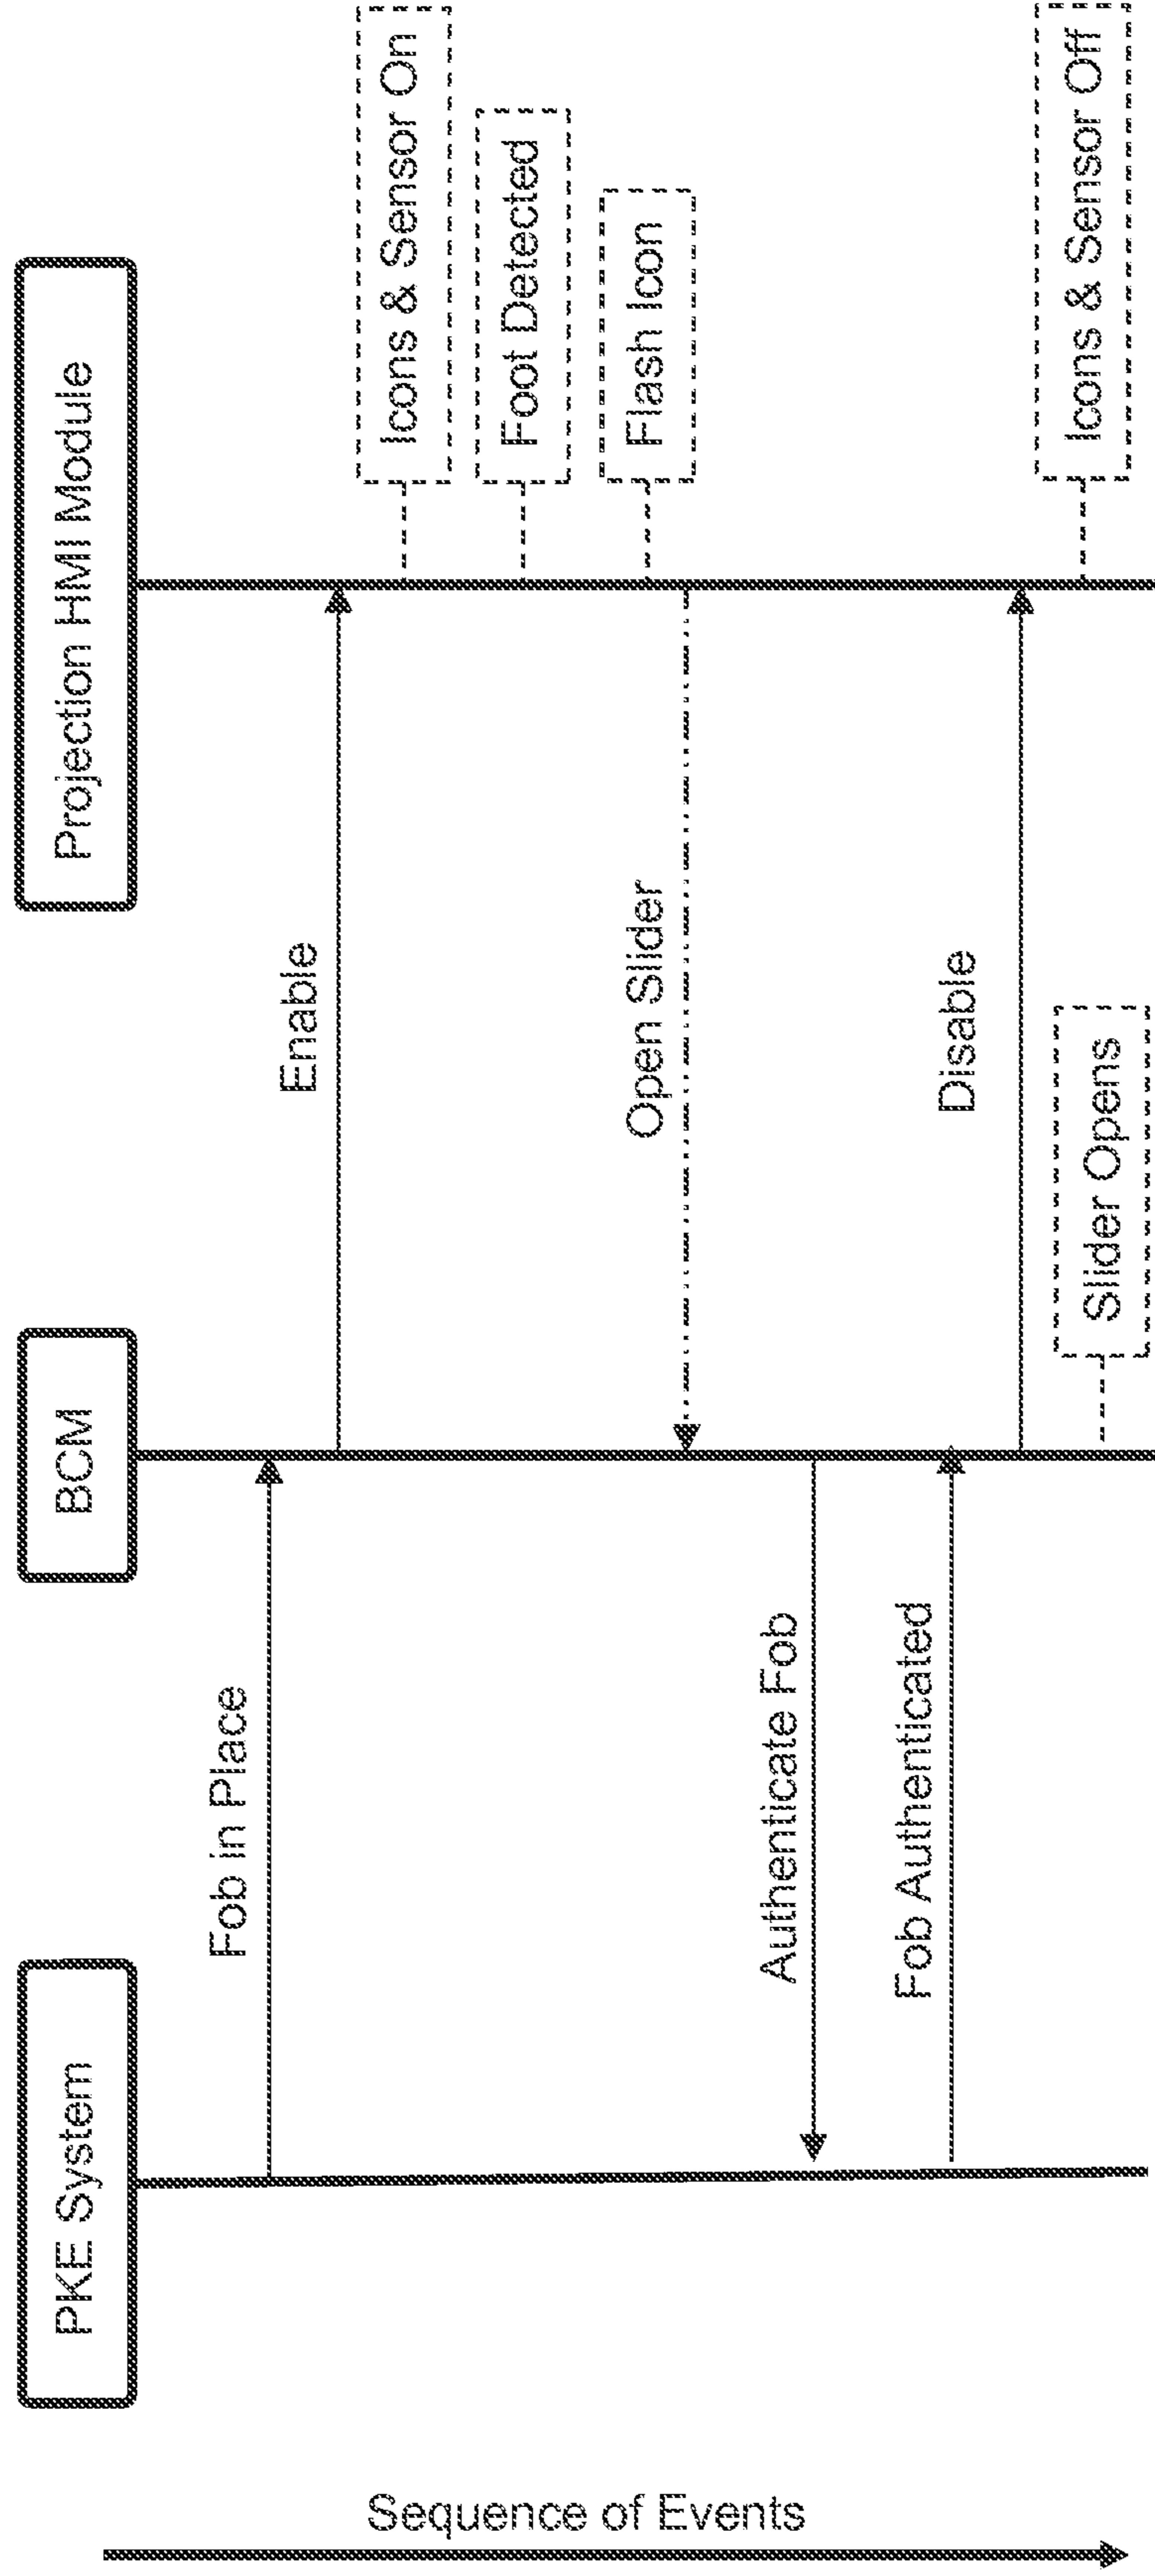 Sequence of Events
PKE System
BCM
Projection HMI Module
Fob in Place
Enable
Icons & Sensor On
Foot Detected
Flash Icon
Open Slider
Authenticate Fob
Fob Authenticated
Disable
Icons & Sensor Off
Slider Opens